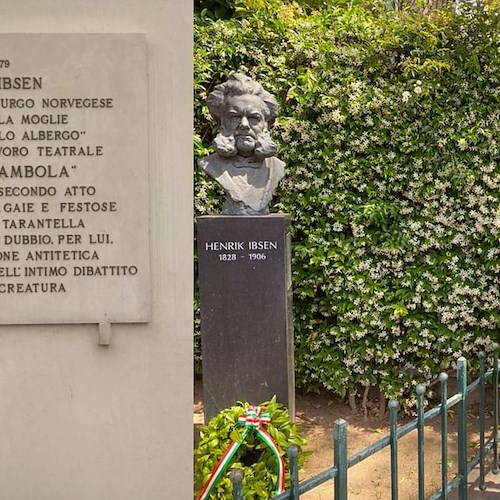 79
IBSEN
URGO NORVEGESE
LA MOGLIE
LO ALBERGO"
VORO TEATRALE
AMBOLA"
SECONDO ATTO
GAIE E FESTOSE
TARANTELLA
DUBBIO, PER LUI,
ONE ANTITETICA
ELL'INTIMO DIBATTITO
CREATURA
HENRIK IBSEN
1828 - 1906